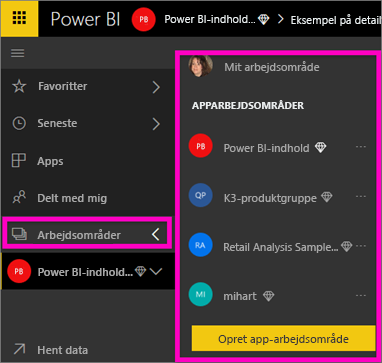 Power BI PB Power BI-indhold... Eksempel på detail
Favoritter
Seneste
Apps
Delt med mig
Arbejdsområder
PB Power BI-indhold...
Hent data
Mit arbejdsområde
APPARBEJDSOMRÅDER
PB Power BI-indhold ...
QP K3-produktgruppe ...
RA Retail Analysis Sample... ...
MI mihart ...
Opret app-arbejdsområde